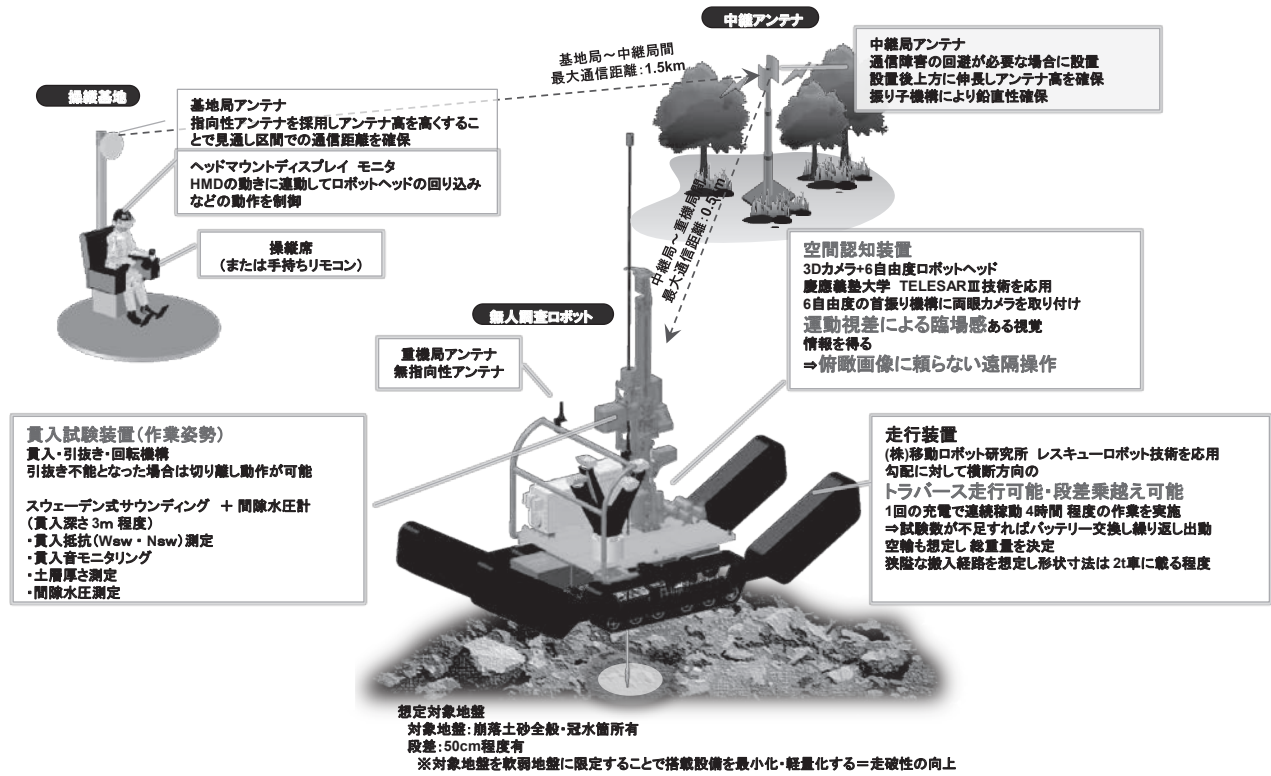 中継アンテナ
基地局～中継局間
最大通信距離：1.5km
中継局アンテナ
通信障害の回避が必要な場合に設置
設置後上方に伸長しアンテナ高を確保
振り子機構により鉛直性確保
操縦基地
基地局アンテナ
指向性アンテナを採用しアンテナ高を高くするこ
とで見通し区間での通信距離を確保
ヘッドマウントディスプレイ モニタ
HMDの動きに連動してロボットヘッドの回り込み
などの動作を制御
操縦席
（または手持ちリモコン）
中継局～重機局間
最大通信距離：0.5km
空間認知装置
3Dカメラ+6自由度ロボットヘッド
慶應義塾大学 TELESARⅢ技術を応用
6自由度の首振り機構に両眼カメラを取り付け
運動視差による臨場感ある視覚
情報を得る
⇒俯瞰画像に頼らない遠隔操作
無人調査ロボット
重機局アンテナ
無指向性アンテナ
貫入試験装置（作業姿勢）
貫入・引抜き・回転機構
引抜き不能となった場合は切り離し動作が可能
スウェーデン式サウンディング ＋ 間隙水圧計
（貫入深さ3m 程度）
・貫入抵抗（Wsw・Nsw）測定
・貫入音モニタリング
・土層厚さ測定
・間隙水圧測定
走行装置
(株)移動ロボット研究所 レスキューロボット技術を応用
勾配に対して横断方向の
トラバース走行可能・段差乗越え可能
1回の充電で連続稼動 4時間 程度の作業を実施
⇒試験数が不足すればバッテリー交換し繰り返し出動
空輸も想定し 総重量を決定
狭隘な搬入経路を想定し形状寸法は 2t車に載る程度
想定対象地盤
対象地盤：崩落土砂全般・冠水箇所有
段差：50cm程度有
※対象地盤を軟弱地盤に限定することで搭載設備を最小化・軽量化する＝走破性の向上